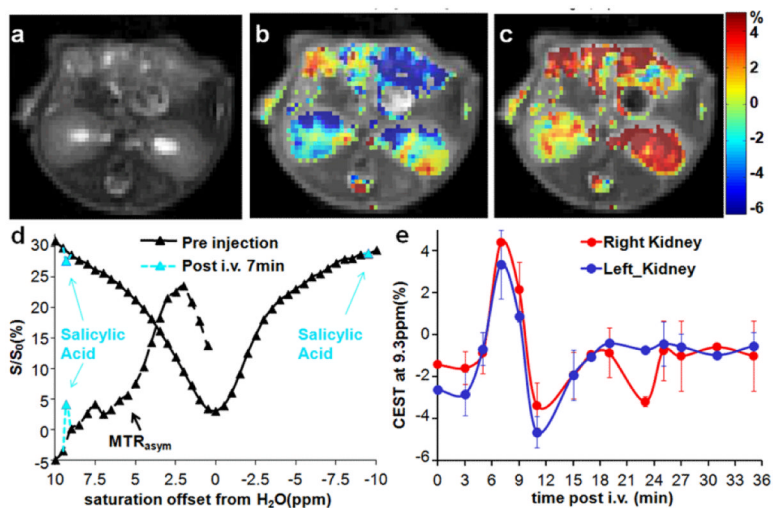 a
b
c
%
6
4
2
0
-2
-4
-6
d
Pre injection
Post i.v. 7min
Salicylic
Acid
Salicylic
Acid
MTRasym
S/S₀(%)
30
25
20
15
10
5
0
-5
10 7.5 5 2.5 0 -2.5 -5 -7.5 -10
saturation offset from H₂O(ppm)
e
Right Kidney
Left_Kidney
CEST at 9.3ppm(%)
4
2
-0
-2
-4
-6
0 3 6 9 12 15 18 21 24 27 30 33 36
time post i.v. (min)